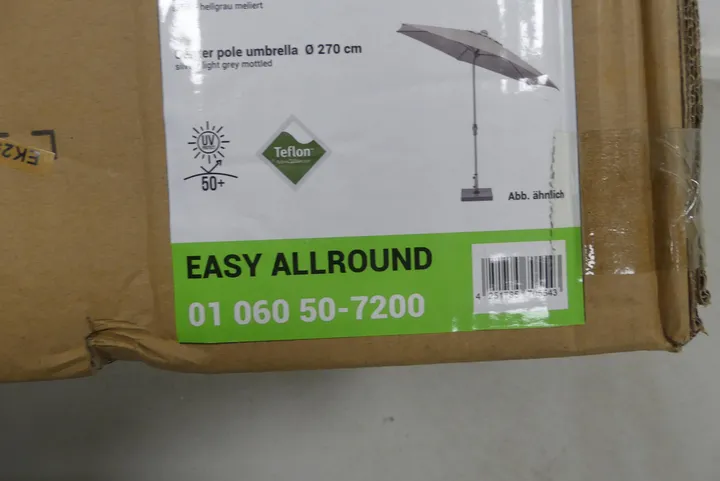 hellgrau meliert
pole umbrella Ø 270 cm
light grey mottled
UV
50+
Teflon
Abb. ähnlich
EASY ALLROUND
01 060 50-7200